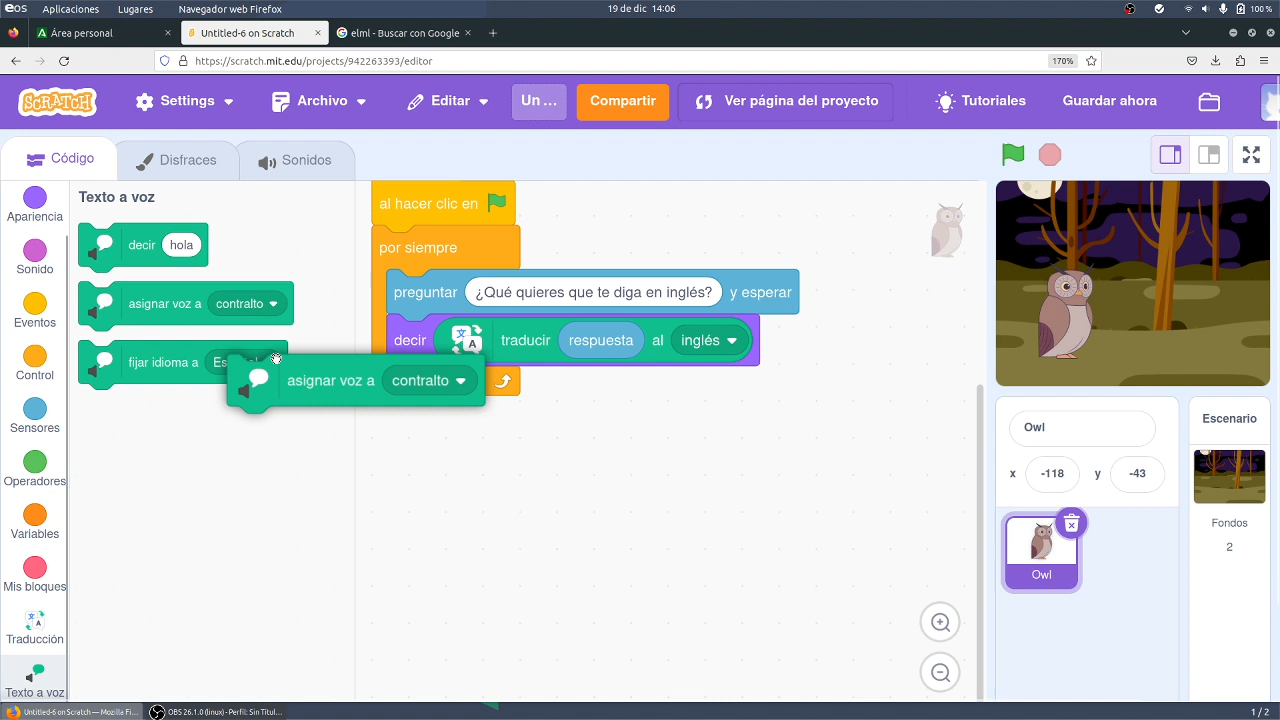 eos Aplicaciones Lugares Navegador web Firefox 19 de dic 14:06 100 %
Área personal Untitled-6 on Scratch elml - Buscar con Google
https://scratch.mit.edu/projects/942263393/editor 170%
SCRATCH Settings Archivo Editar Un ... Compartir Ver página del proyecto Tutoriales Guardar ahora
Código Disfraces Sonidos
Apariencia
Sonido
Eventos
Control
Sensores
Operadores
Variables
Mis bloques
Traducción
Texto a voz
Texto a voz
decir hola
asignar voz a contralto
fijar idioma a
asignar voz a contralto
al hacer clic en
por siempre
preguntar ¿Qué quieres que te diga en inglés? y esperar
decir traducir respuesta al inglés
Owl
x -118 y -43
Owl
Escenario
Fondos
2
Untitled-6 on Scratch — Mozilla Fi...
OBS 26.1.0 (linux) - Perfil: Sin Titul...
1 / 2